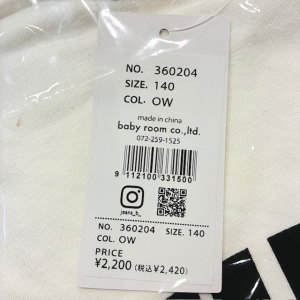 NO. 360204
SIZE. 140
COL. OW
made in china
baby room co.,ltd.
072-259-1525
9 112100 331500
jeans_b_
NO. 360204 SIZE. 140
COL. OW
PRICE
¥2,200 (税込¥2,420)